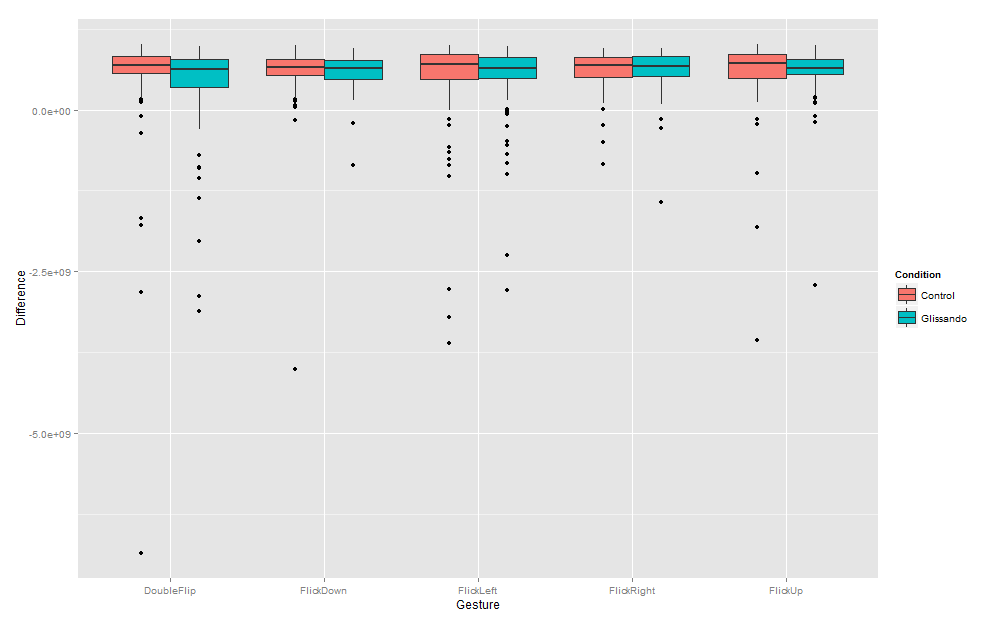 0.0e+00
-2.5e+09
-5.0e+09
Difference
DoubleFlip FlickDown FlickLeft FlickRight FlickUp
Gesture
Condition
Control
Glissando